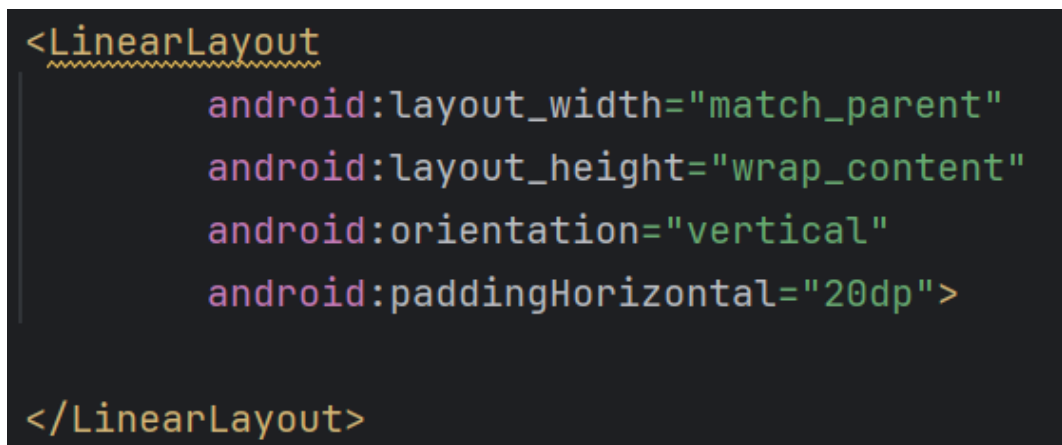 <LinearLayout
android:layout_width="match_parent"
android:layout_height="wrap_content"
android:orientation="vertical"
android:paddingHorizontal="20dp">
</LinearLayout>